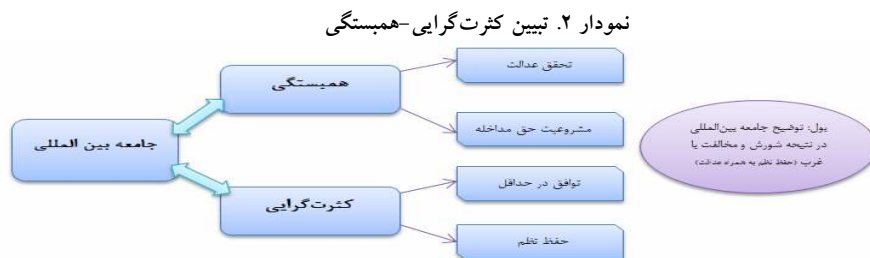 نمودار ۲. تبیین کثرت‌گرایی-همبستگی
جامعه بین المللی
همبستگی
تحقق عدالت
مشروعیت حق مداخله
کثرت‌گرایی
توافق در حداقل
حفظ نظم
بول: توضیح جامعه بین‌المللی
در نتیجه شورش و مخالفت با
غرب (حفظ نظم به همراه عدالت)